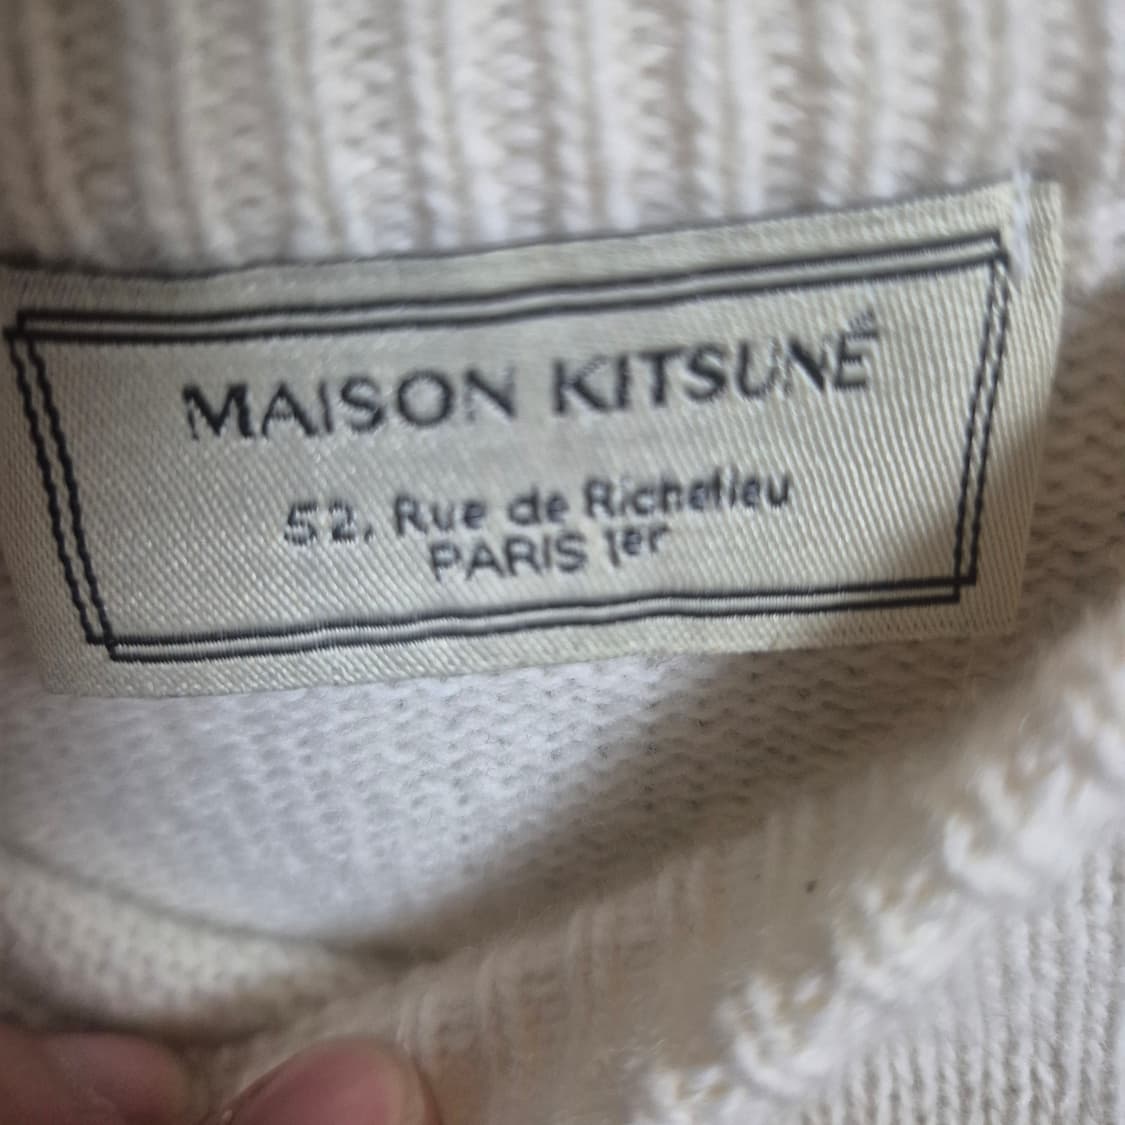 MAISON KITSUNÉ
52, Rue de Richelieu
PARIS 1er